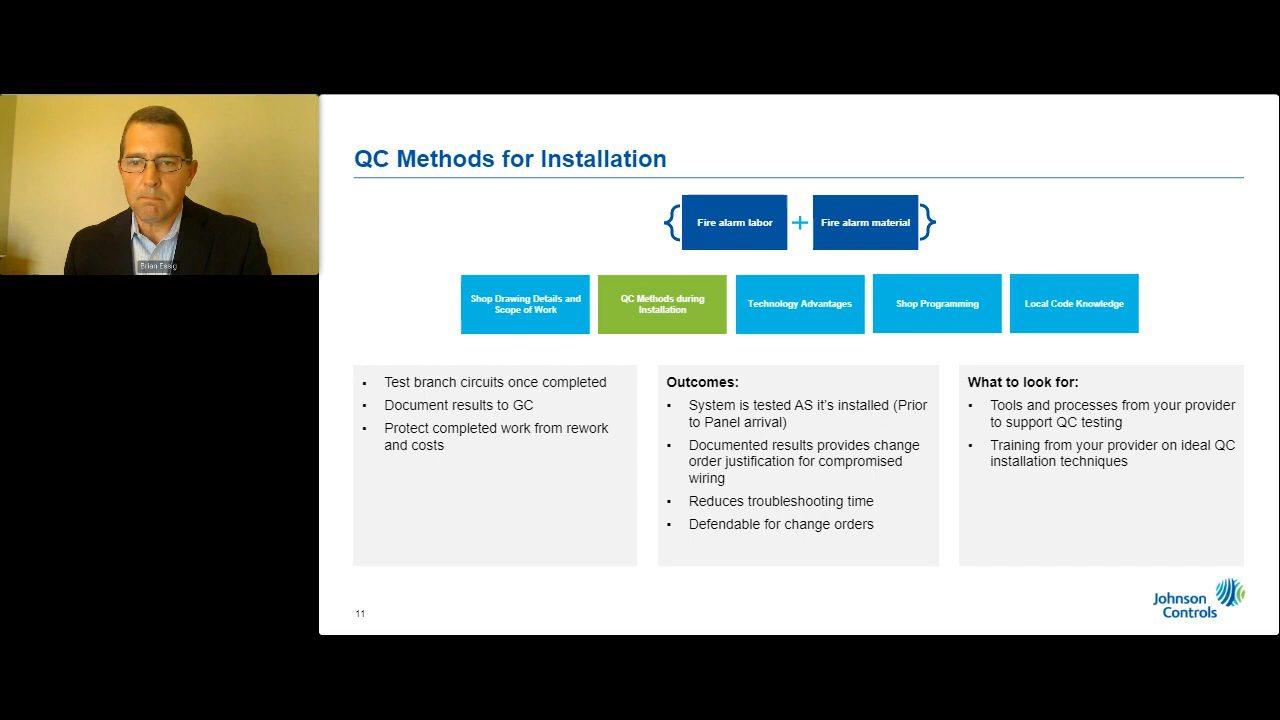 Brian Essig
QC Methods for Installation
{ Fire alarm labor + Fire alarm material }
Shop Drawing Details and
Scope of Work
QC Methods during
Installation
Technology Advantages
Shop Programming
Local Code Knowledge
▪ Test branch circuits once completed
▪ Document results to GC
▪ Protect completed work from rework
and costs
Outcomes:
▪ System is tested AS it's installed (Prior
to Panel arrival)
▪ Documented results provides change
order justification for compromised
wiring
▪ Reduces troubleshooting time
▪ Defendable for change orders
What to look for:
▪ Tools and processes from your provider
to support QC testing
▪ Training from your provider on ideal QC
installation techniques
11
Johnson
Controls